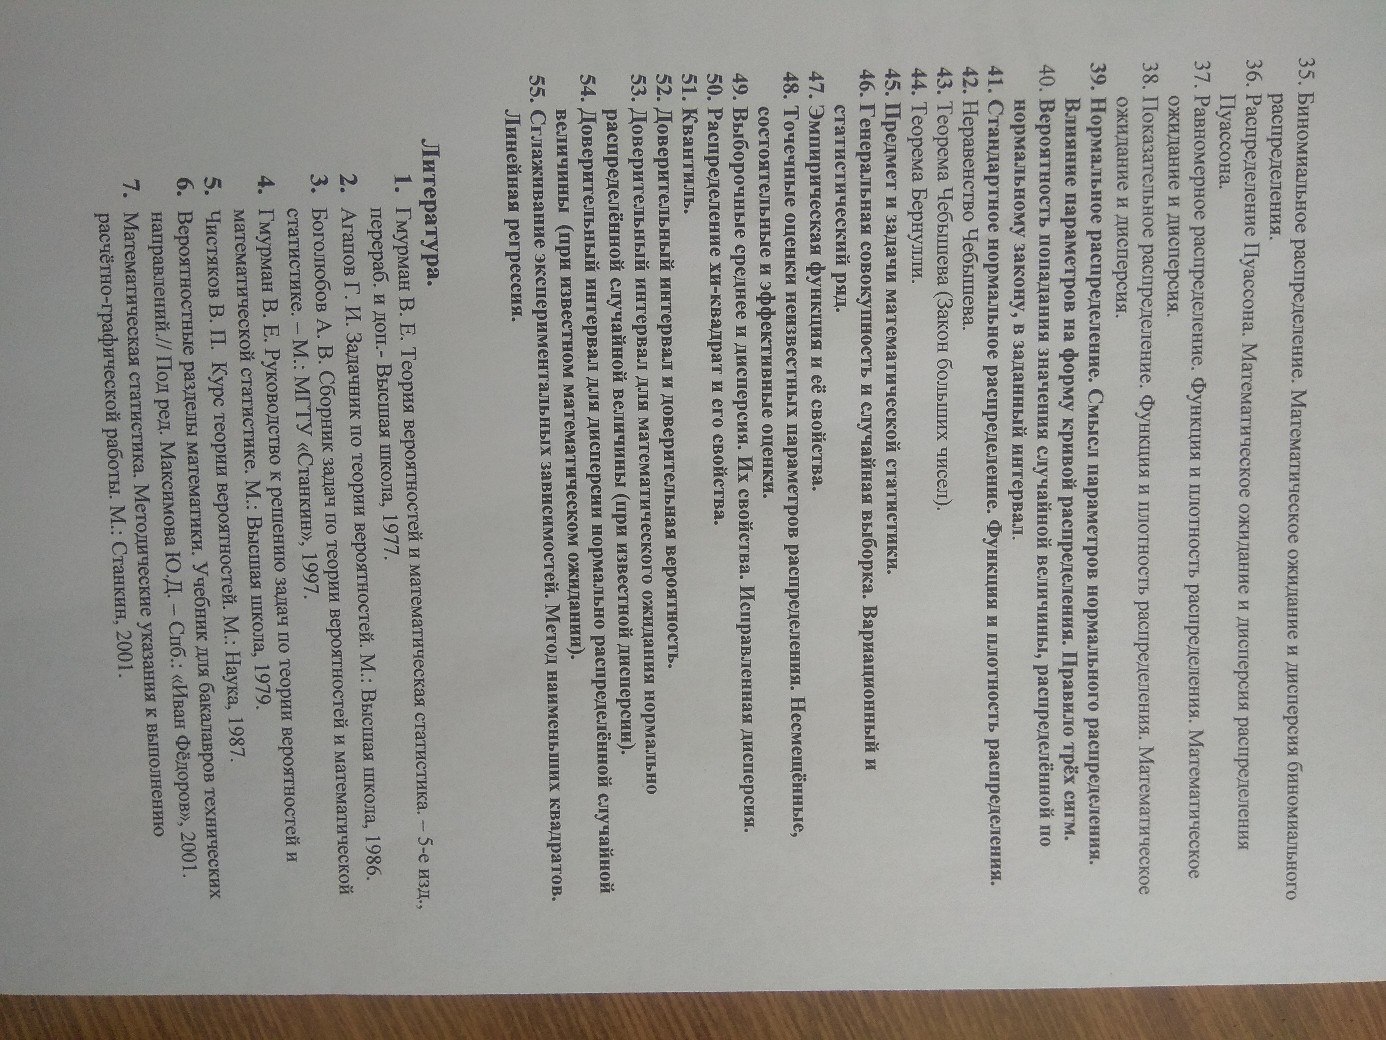 35. Биномиальное распределение. Математическое ожидание и дисперсия биномиального
распределения.
36. Распределение Пуассона. Математическое ожидание и дисперсия распределения
Пуассона.
37. Равномерное распределение. Функция и плотность распределения. Математическое
ожидание и дисперсия.
38. Показательное распределение. Функция и плотность распределения. Математическое
ожидание и дисперсия.
39. Нормальное распределение. Смысл параметров нормального распределения.
Влияние параметров на форму кривой распределения. Правило трёх сигм.
40. Вероятность попадания значения случайной величины, распределённой по
нормальному закону, в заданный интервал.
41. Стандартное нормальное распределение. Функция и плотность распределения.
42. Неравенство Чебышева.
43. Теорема Чебышева (Закон больших чисел).
44. Теорема Бернулли.
45. Предмет и задачи математической статистики.
46. Генеральная совокупность и случайная выборка. Вариационный и
статистический ряд.
47. Эмпирическая функция и её свойства.
48. Точечные оценки неизвестных параметров распределения. Несмещённые,
состоятельные и эффективные оценки.
49. Выборочные среднее и дисперсия. Их свойства. Исправленная дисперсия.
50. Распределение хи-квадрат и его свойства.
51. Квантиль.
52. Доверительный интервал и доверительная вероятность.
53. Доверительный интервал для математического ожидания нормально
распределённой случайной величины (при известной дисперсии).
54. Доверительный интервал для дисперсии нормально распределённой случайной
величины (при известном математическом ожидании).
55. Сглаживание экспериментальных зависимостей. Метод наименьших квадратов.
Линейная регрессия.
Литература.
1. Гмурман В. Е. Теория вероятностей и математическая статистика. – 5-е изд.,
перераб. и доп.- Высшая школа, 1977.
2. Агапов Г. И. Задачник по теории вероятностей. М.: Высшая школа, 1986.
3. Боголюбов А. В. Сборник задач по теории вероятностей и математической
статистике. – М.: МГТУ «Станкин», 1997.
4. Гмурман В. Е. Руководство к решению задач по теории вероятностей и
математической статистике. М.: Высшая школа, 1979.
5. Чистяков В. П. Курс теории вероятностей. М.: Наука, 1987.
6. Вероятностные разделы математики. Учебник для бакалавров технических
направлений.// Под ред. Максимова Ю.Д. – Спб.: «Иван Фёдоров», 2001.
7. Математическая статистика. Методические указания к выполнению
расчётно-графической работы. М.: Станкин, 2001.